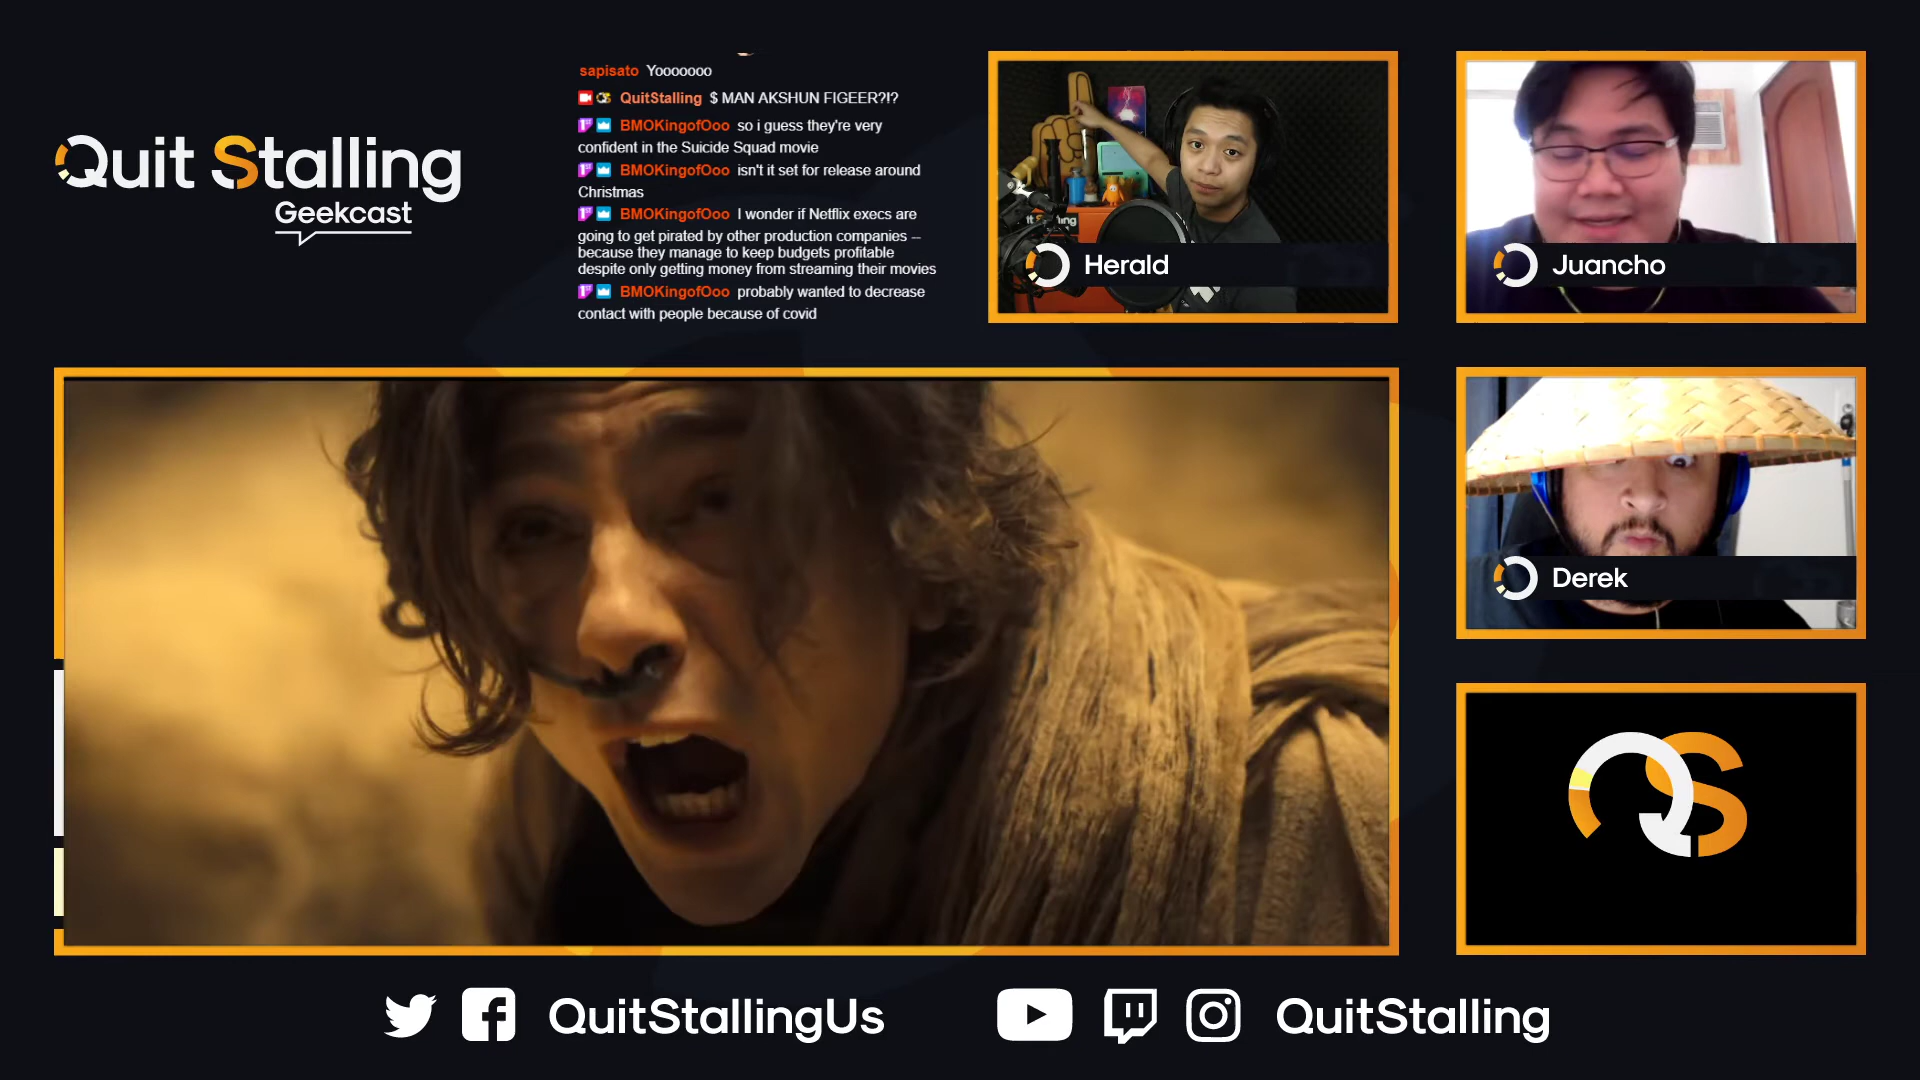 Quit Stalling
Geekcast
sapisato Yooooooo
QuitStalling $ MAN AKSHUN FIGEER?!?
BMOKingofOoo so i guess they're very
confident in the Suicide Squad movie
BMOKingofOoo isn't it set for release around
Christmas
BMOKingofOoo I wonder if Netflix execs are
going to get pirated by other production companies --
because they manage to keep budgets profitable
despite only getting money from streaming their movies
BMOKingofOoo probably wanted to decrease
contact with people because of covid
Herald
Juancho
Derek
QS
QuitStallingUs
QuitStalling